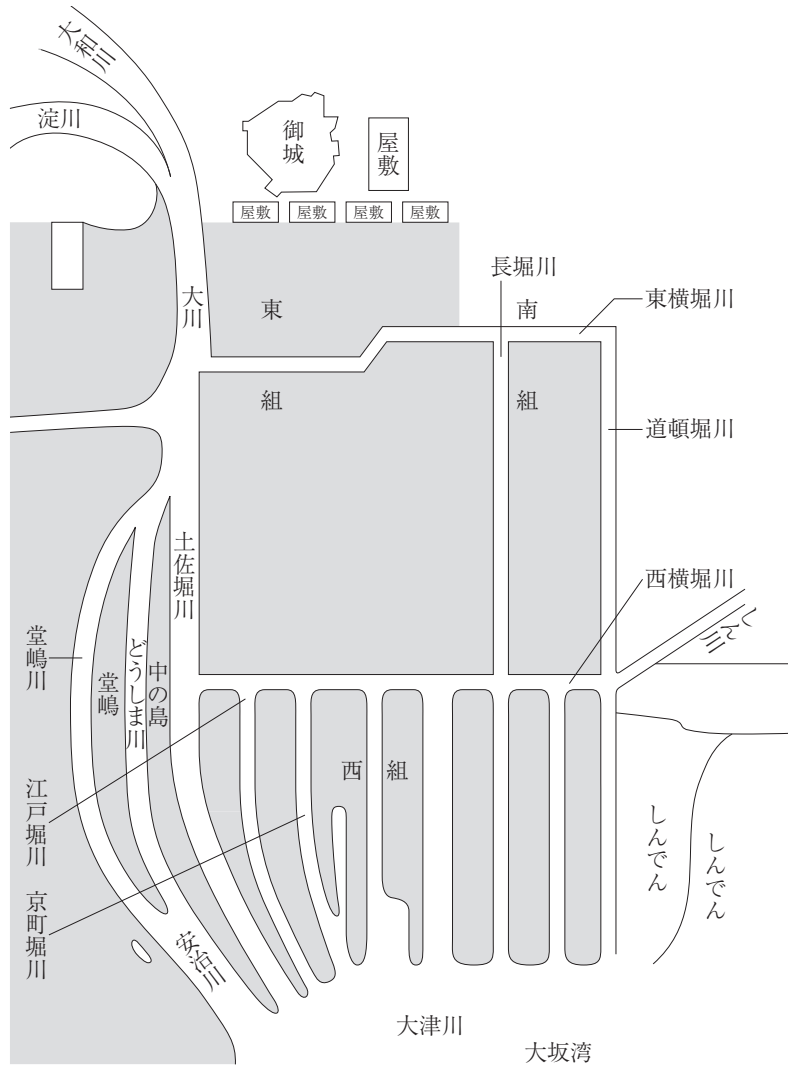 大和川
淀川
御城
屋敷
屋敷
屋敷
屋敷
屋敷
長堀川
東横堀川
大川
東
南
組
組
道頓堀川
土佐堀川
西横堀川
しん川
堂嶋川
堂嶋
どうしま川
中の島
西組
江戸堀川
しんでん
しんでん
京町堀川
安治川
大津川
大坂湾